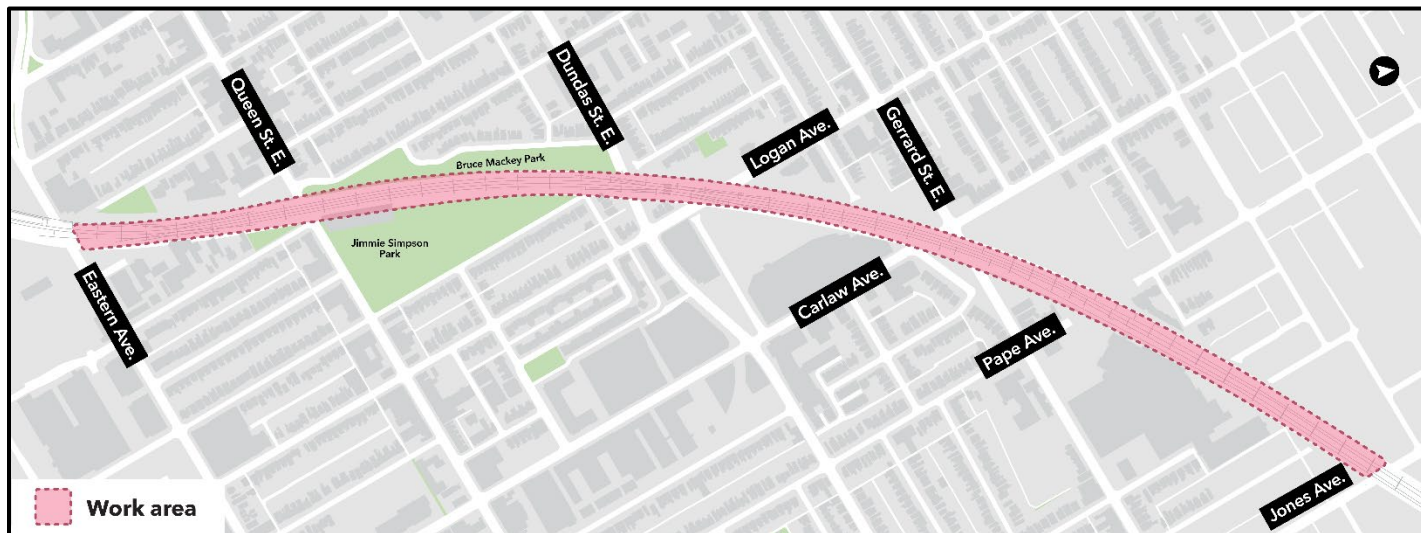 Queen St. E.
Dundas St. E.
Bruce Mackey Park
Logan Ave.
Gerrard St. E.
Jimmie Simpson
Park
Eastern Ave.
Carlaw Ave.
Pape Ave.
Jones Ave.
Work area